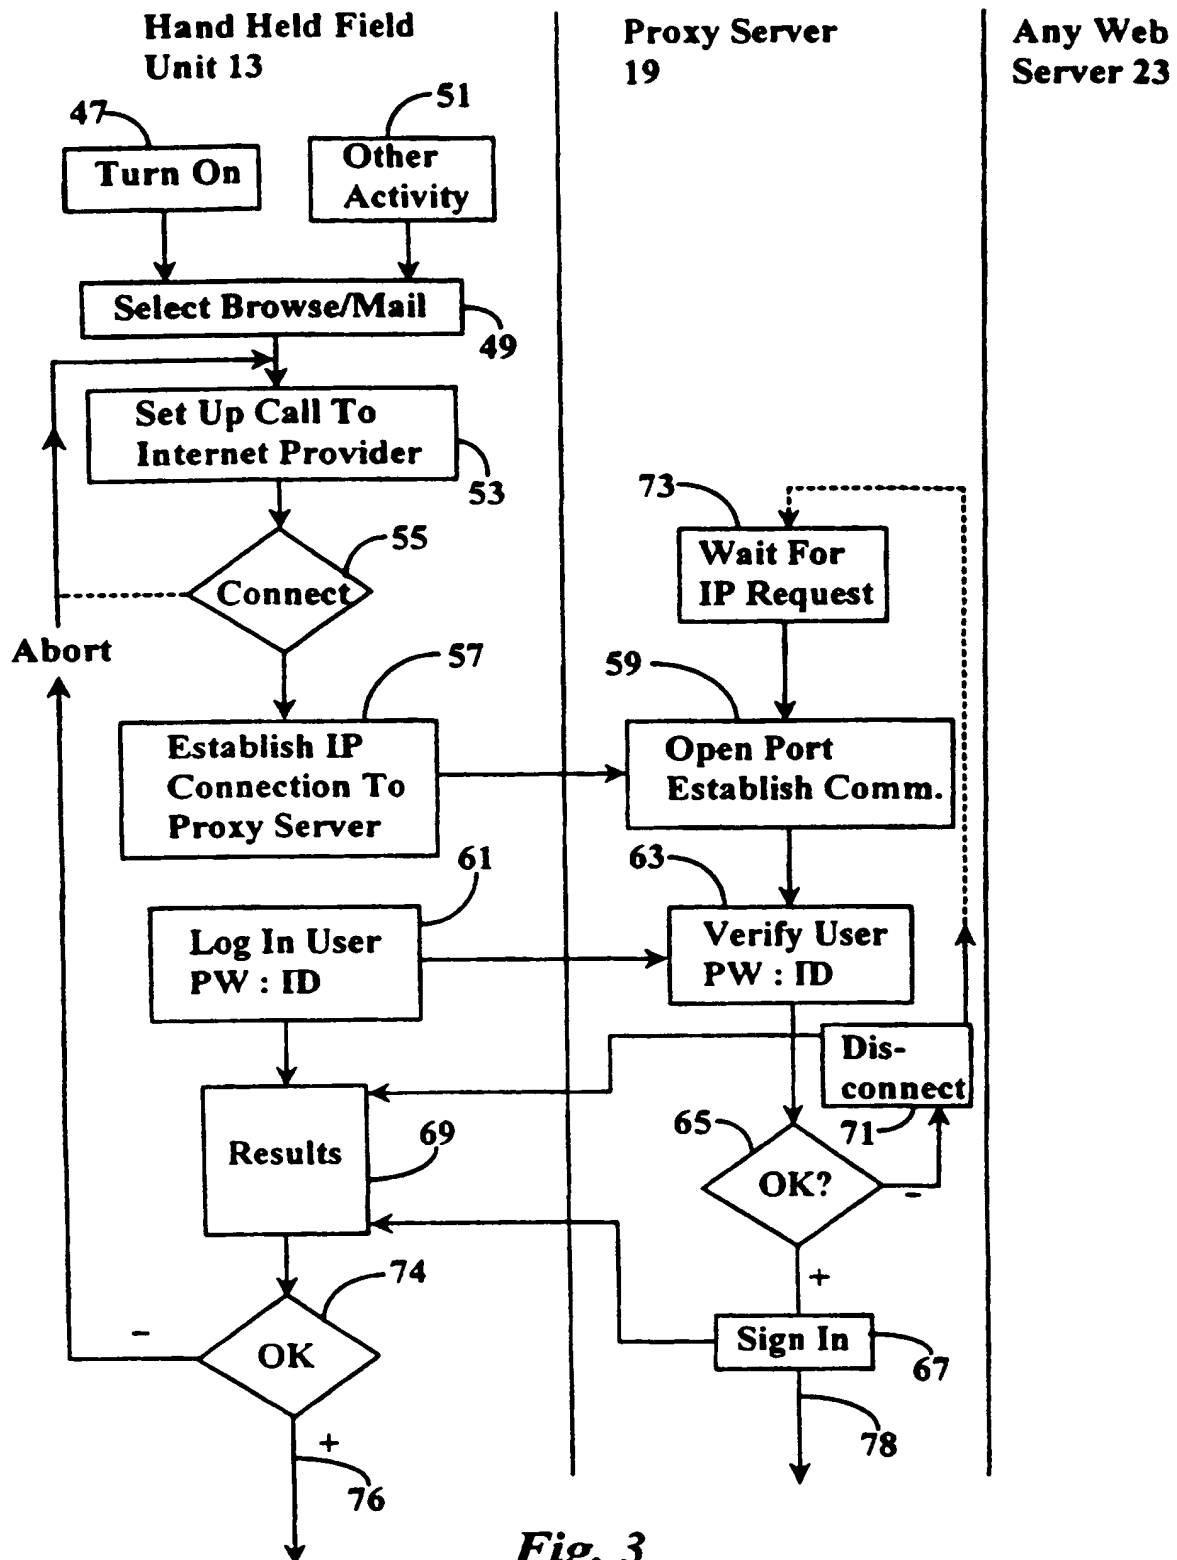 Hand Held Field
Unit 13
Proxy Server
19
Any Web
Server 23
47
51
Turn On
Other
Activity
Select Browse/Mail
49
Set Up Call To
Internet Provider
53
73
Wait For
IP Request
55
Connect
Abort
57
59
Establish IP
Connection To
Proxy Server
Open Port
Establish Comm.
61
63
Log In User
PW : ID
Verify User
PW : ID
Dis-
connect
71
65
OK?
-
69
Results
+
74
Sign In
67
-
OK
78
+
76
Fig. 3